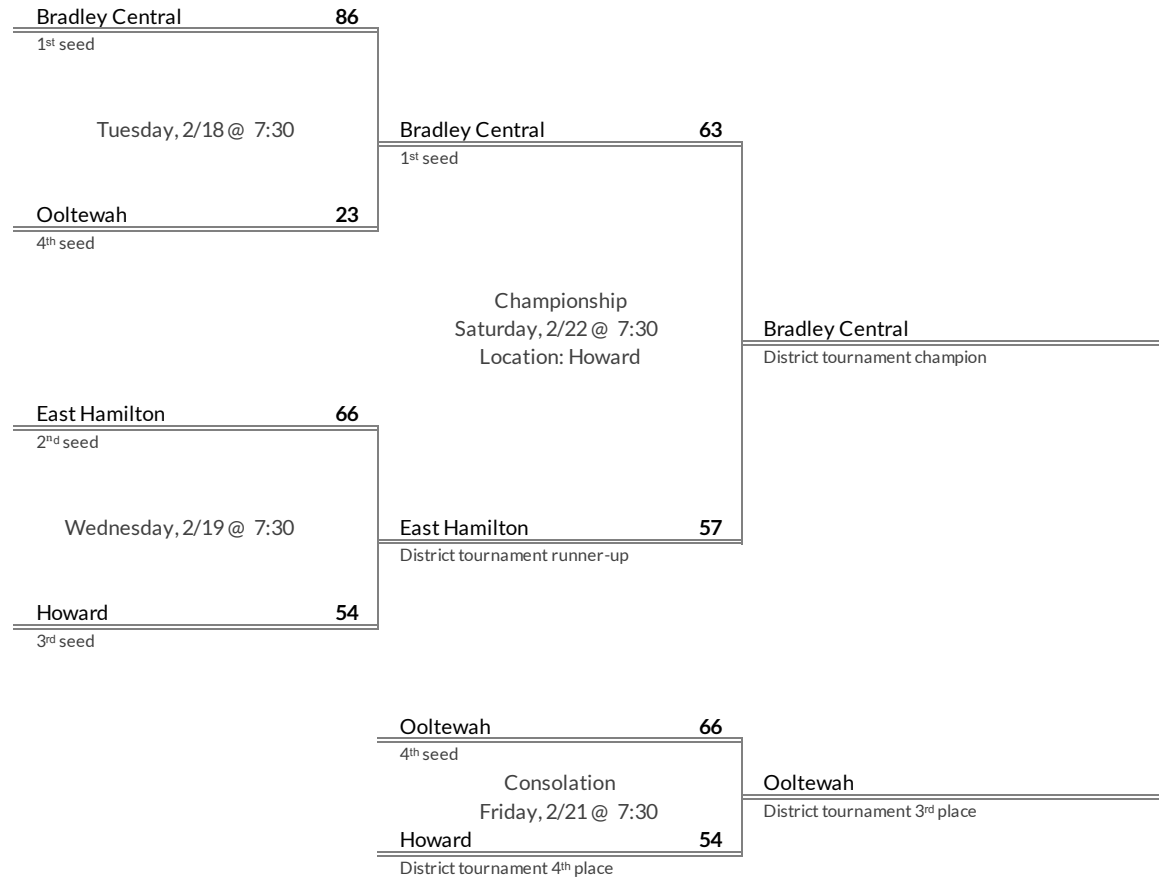 Bradley Central 86
1st seed
Tuesday, 2/18 @ 7:30
Bradley Central 63
1st seed
Ooltewah 23
4th seed
Championship
Saturday, 2/22 @ 7:30
Location: Howard
Bradley Central
District tournament champion
East Hamilton 66
2nd seed
Wednesday, 2/19 @ 7:30
East Hamilton 57
District tournament runner-up
Howard 54
3rd seed
Ooltewah 66
4th seed
Consolation
Friday, 2/21 @ 7:30
Ooltewah
District tournament 3rd place
Howard 54
District tournament 4th place